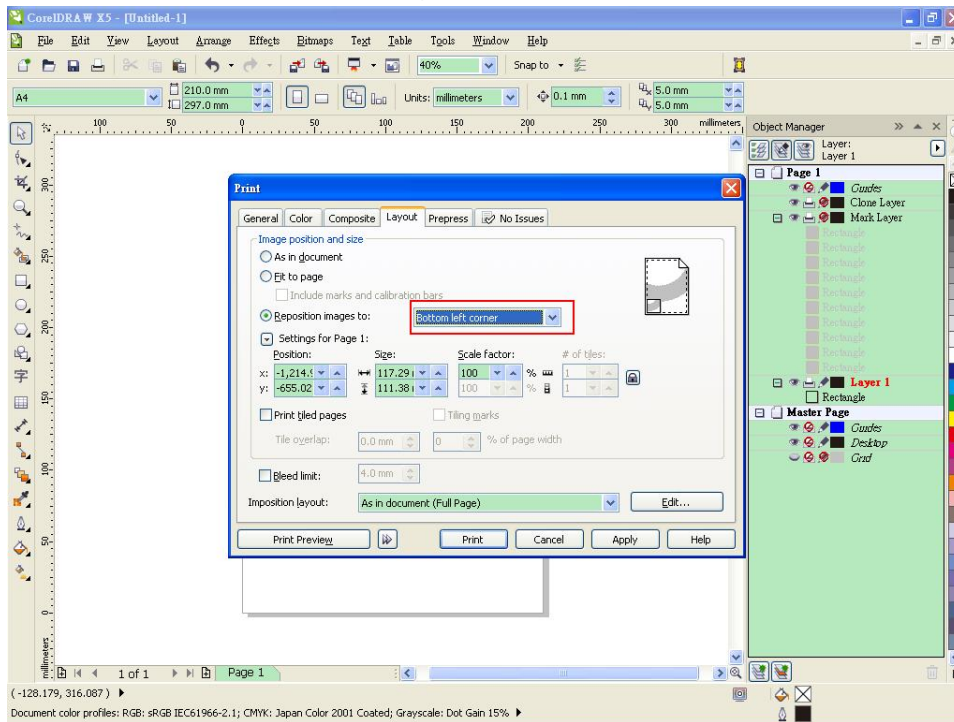 CorelDRAW X5 - [Untitled-1]
File Edit View Layout Arrange Effects Bitmaps Text Table Tools Window Help
40% Snap to
A4 210.0 mm 297.0 mm Units: millimeters 0.1 mm 5.0 mm 5.0 mm
100 50 0 50 100 150 200 250 300 millimeters
Object Manager
Layer:
Layer 1
Page 1
Guides
Clone Layer
Mark Layer
Rectangle
Rectangle
Rectangle
Rectangle
Rectangle
Rectangle
Rectangle
Rectangle
Rectangle
Rectangle
Layer 1
Rectangle
Master Page
Guides
Desktop
Grid
Print
General Color Composite Layout Prepress No Issues
Image position and size
As in document
Fit to page
Include marks and calibration bars
Reposition images to: Bottom left corner
Settings for Page 1:
Position: Size: Scale factor: # of tiles:
x: -1,214.9 117.29 100 % 1
y: -655.02 111.38 100 % 1
Print tiled pages Tiling marks
Tile overlap: 0.0 mm 0 % of page width
Bleed limit: 4.0 mm
Imposition layout: As in document (Full Page) Edit...
Print Preview Print Cancel Apply Help
300
250
200
字
150
100
50
0
millimeters
1 of 1 Page 1
( -128.179, 316.087 )
Document color profiles: RGB: sRGB IEC61966-2.1; CMYK: Japan Color 2001 Coated; Grayscale: Dot Gain 15%